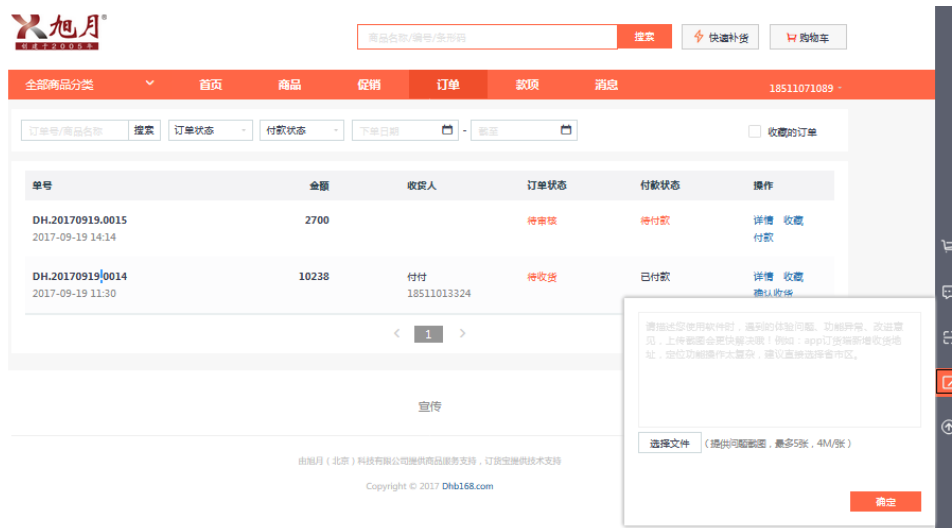 旭月®
创建于2005年
商品名称/编号/条形码 搜索 快速补货 购物车
全部商品分类 首页 商品 促销 订单 款项 消息 18511071089
订单号/商品名称 搜索 订单状态 付款状态 下单日期 - 截至 收藏的订单
单号 金额 收货人 订单状态 付款状态 操作
DH.20170919.0015 2700 待审核 待付款 详情 收藏
2017-09-19 14:14 付款
DH.20170919.0014 10238 付付 待收货 已付款 详情 收藏
2017-09-19 11:30 18511013324 确认收货
< 1 >
请描述您使用软件时，遇到的体验问题、功能异常、改进意
见，上传截图会更快解决哦！例如：app订货端新增收货地
址，定位功能操作太复杂，建议直接选择省市区。
选择文件 （提供问题截图，最多5张，4M/张）
确定
宣传
由旭月（北京）科技有限公司提供商品服务支持，订货宝提供技术支持
Copyright © 2017 Dhb168.com